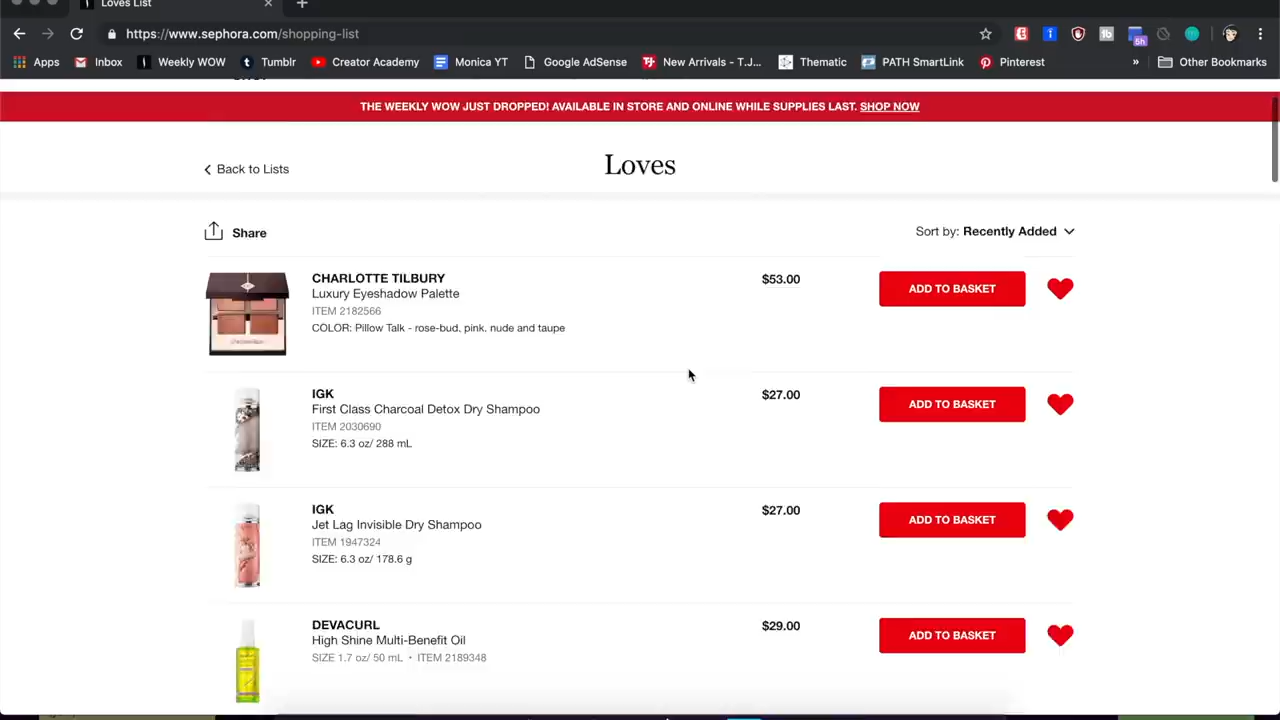 Loves List
https://www.sephora.com/shopping-list
5h
Apps Inbox Weekly WOW Tumblr Creator Academy Monica YT Google AdSense New Arrivals - T.J... Thematic PATH SmartLink Pinterest » Other Bookmarks
THE WEEKLY WOW JUST DROPPED! AVAILABLE IN STORE AND ONLINE WHILE SUPPLIES LAST. SHOP NOW
Back to Lists
Loves
Share
Sort by: Recently Added
CHARLOTTE TILBURY
Luxury Eyeshadow Palette
ITEM 2182566
COLOR: Pillow Talk - rose-bud, pink, nude and taupe
$53.00
ADD TO BASKET
IGK
First Class Charcoal Detox Dry Shampoo
ITEM 2030690
SIZE: 6.3 oz/ 288 mL
$27.00
ADD TO BASKET
IGK
Jet Lag Invisible Dry Shampoo
ITEM 1947324
SIZE: 6.3 oz/ 178.6 g
$27.00
ADD TO BASKET
DEVACURL
High Shine Multi-Benefit Oil
SIZE 1.7 oz/ 50 mL • ITEM 2189348
$29.00
ADD TO BASKET